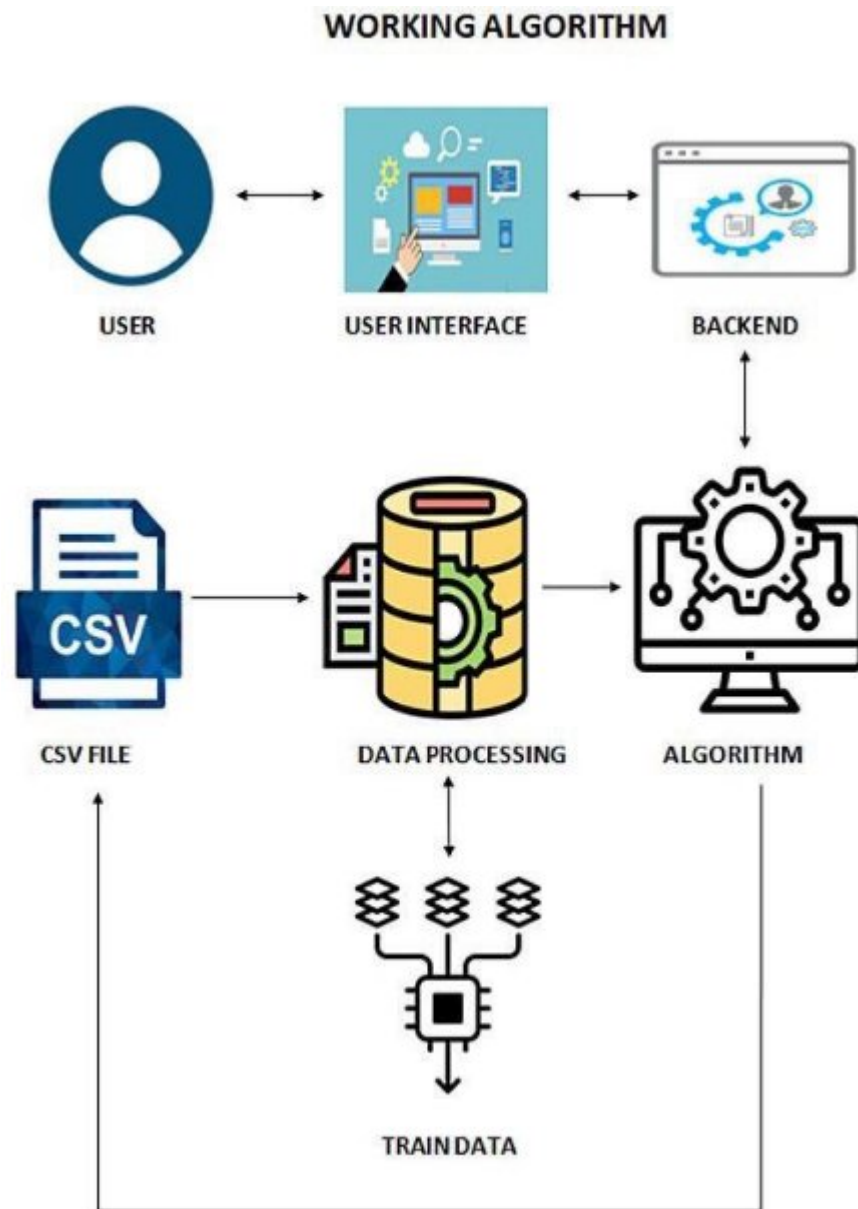 WORKING ALGORITHM
USER
USER INTERFACE
BACKEND
CSV
CSV FILE
DATA PROCESSING
ALGORITHM
TRAIN DATA